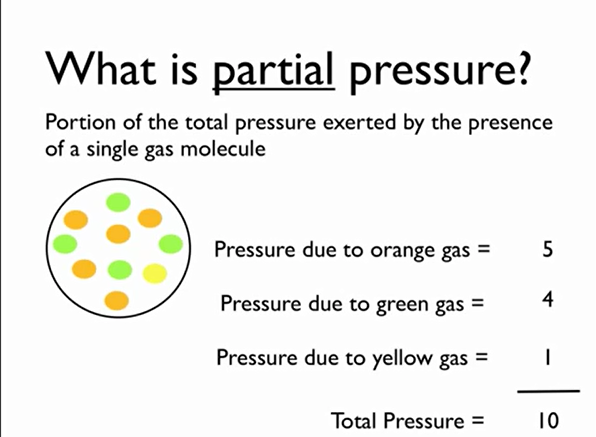 What is partial pressure?
Portion of the total pressure exerted by the presence
of a single gas molecule
Pressure due to orange gas = 5
Pressure due to green gas = 4
Pressure due to yellow gas = 1
Total Pressure = 10